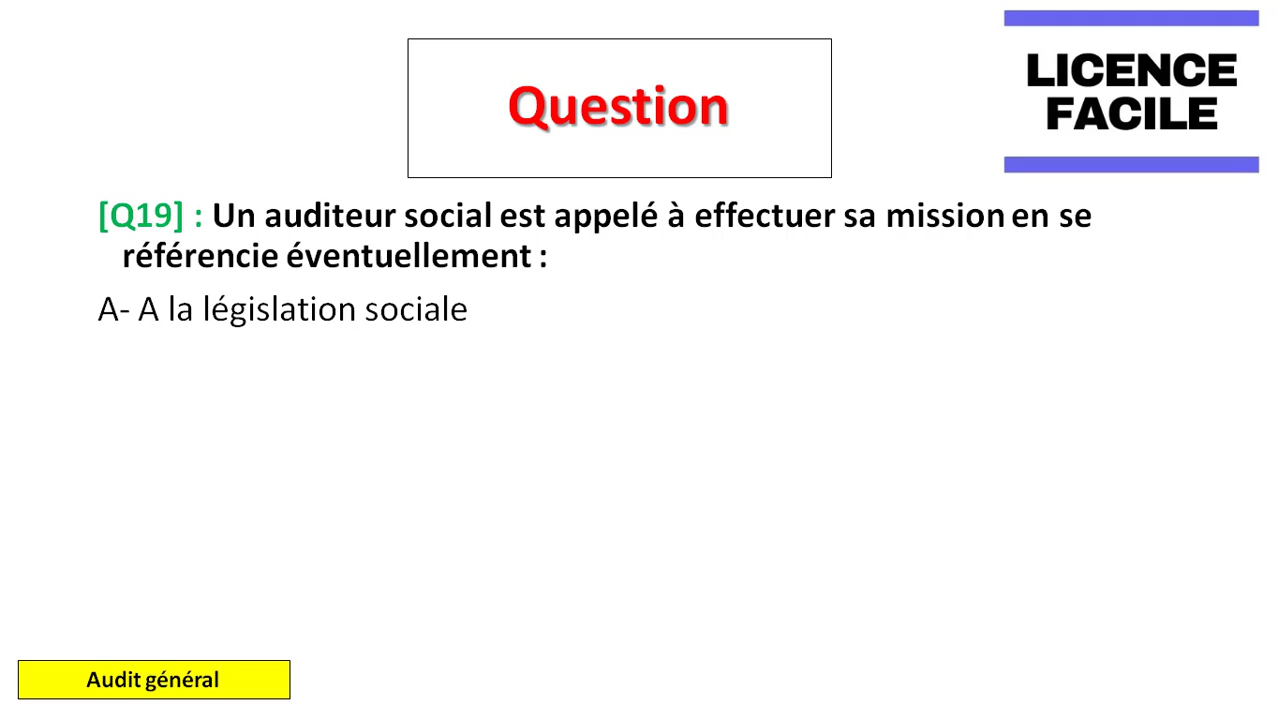 LICENCE
FACILE
Question
[Q19] : Un auditeur social est appelé à effectuer sa mission en se
référencie éventuellement :
A- A la législation sociale
Audit général